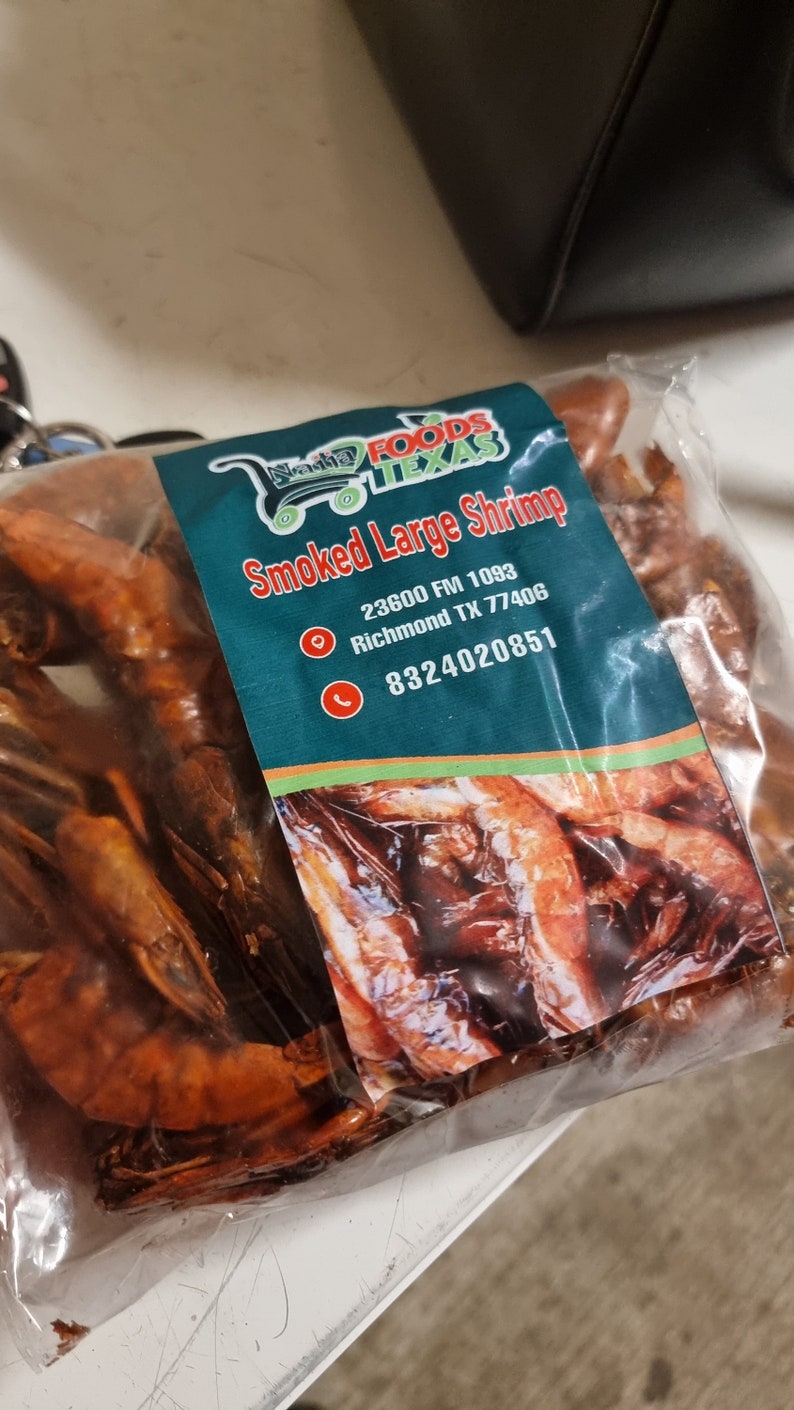 Naija FOODS
TEXAS
Smoked Large Shrimp
23600 FM 1093
Richmond TX 77406
8324020851